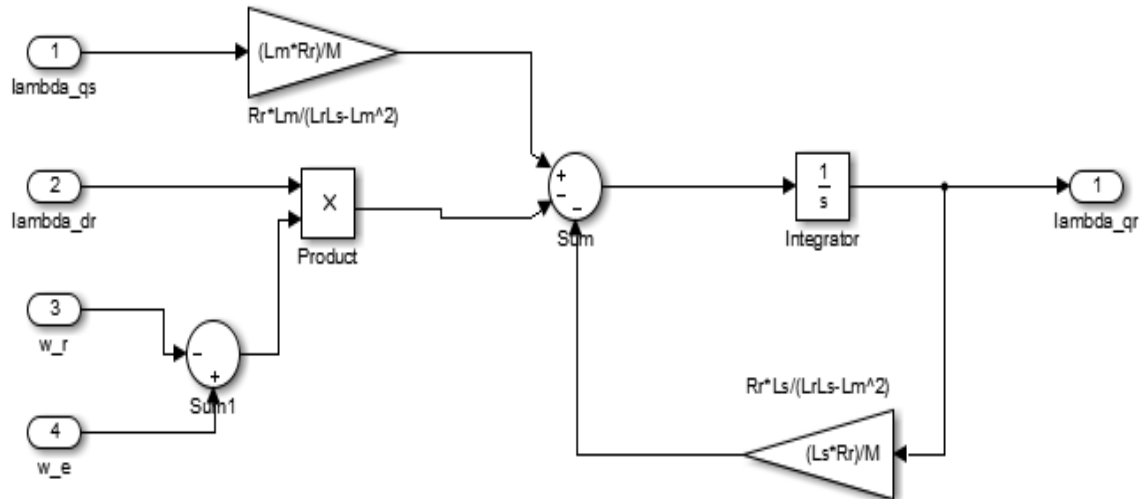 1
lambda_qs
(Lm*Rr)/M
Rr*Lm/(LrLs-Lm^2)
2
lambda_dr
×
Product
+
−
−
Sum
1
s
Integrator
1
lambda_qr
3
w_r
−
+
Sum1
4
w_e
Rr*Ls/(LrLs-Lm^2)
(Ls*Rr)/M